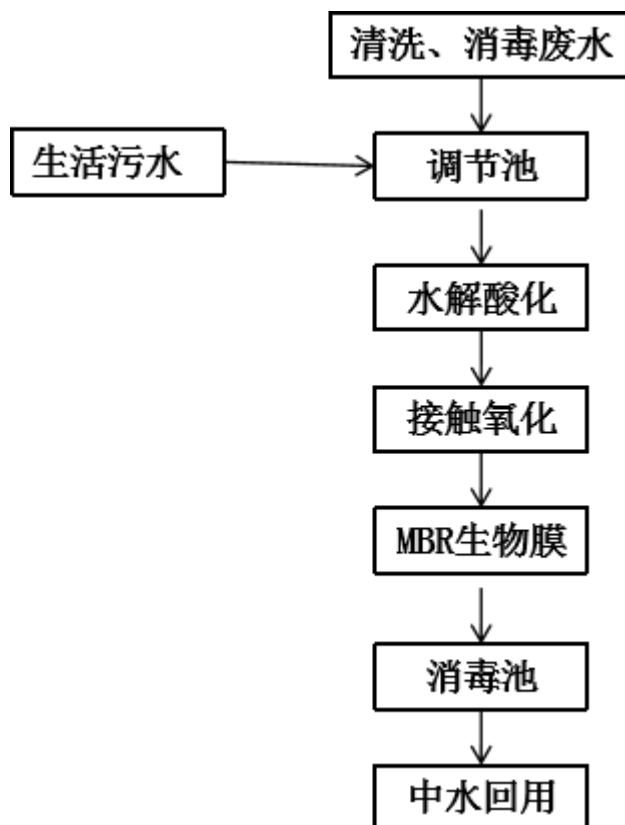 清洗、消毒废水
生活污水
调节池
水解酸化
接触氧化
MBR生物膜
消毒池
中水回用